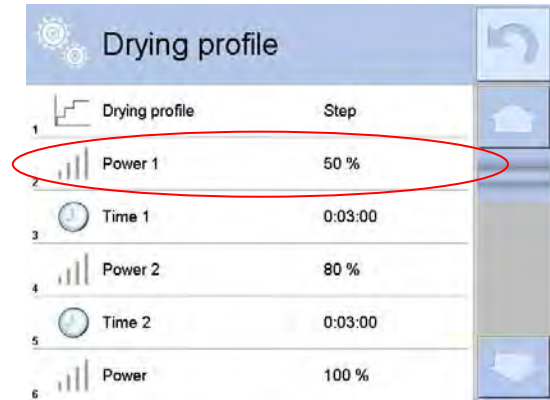 Drying profile
1 Drying profile Step
2 Power 1 50 %
3 Time 1 0:03:00
4 Power 2 80 %
5 Time 2 0:03:00
6 Power 100 %